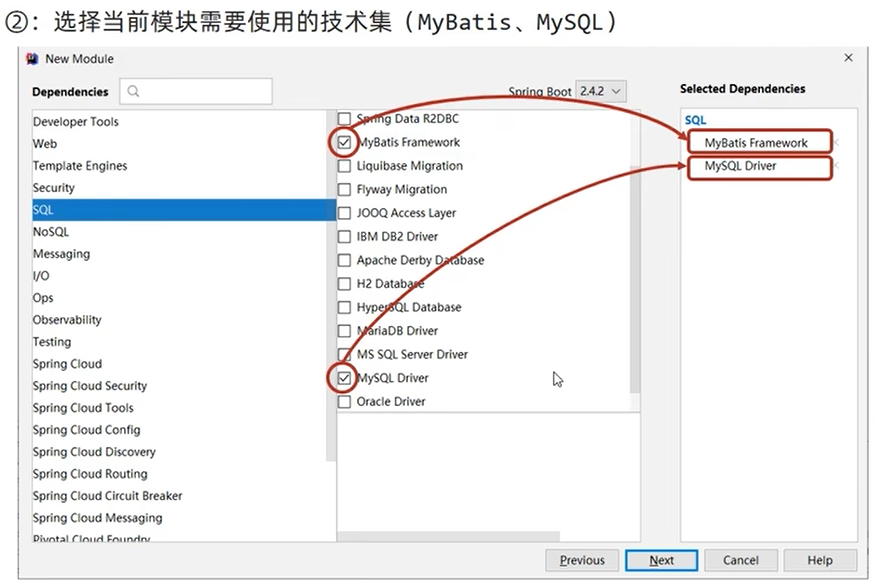 ②：选择当前模块需要使用的技术集（MyBatis、MySQL）
New Module
Dependencies
Spring Boot 2.4.2
Selected Dependencies
Developer Tools
Web
Template Engines
Security
SQL
NoSQL
Messaging
I/O
Ops
Observability
Testing
Spring Cloud
Spring Cloud Security
Spring Cloud Tools
Spring Cloud Config
Spring Cloud Discovery
Spring Cloud Routing
Spring Cloud Circuit Breaker
Spring Cloud Messaging
Pivotal Cloud Foundry
Spring Data R2DBC
MyBatis Framework
Liquibase Migration
Flyway Migration
JOOQ Access Layer
IBM DB2 Driver
Apache Derby Database
H2 Database
HyperSQL Database
MariaDB Driver
MS SQL Server Driver
MySQL Driver
Oracle Driver
SQL
MyBatis Framework
MySQL Driver
Previous
Next
Cancel
Help